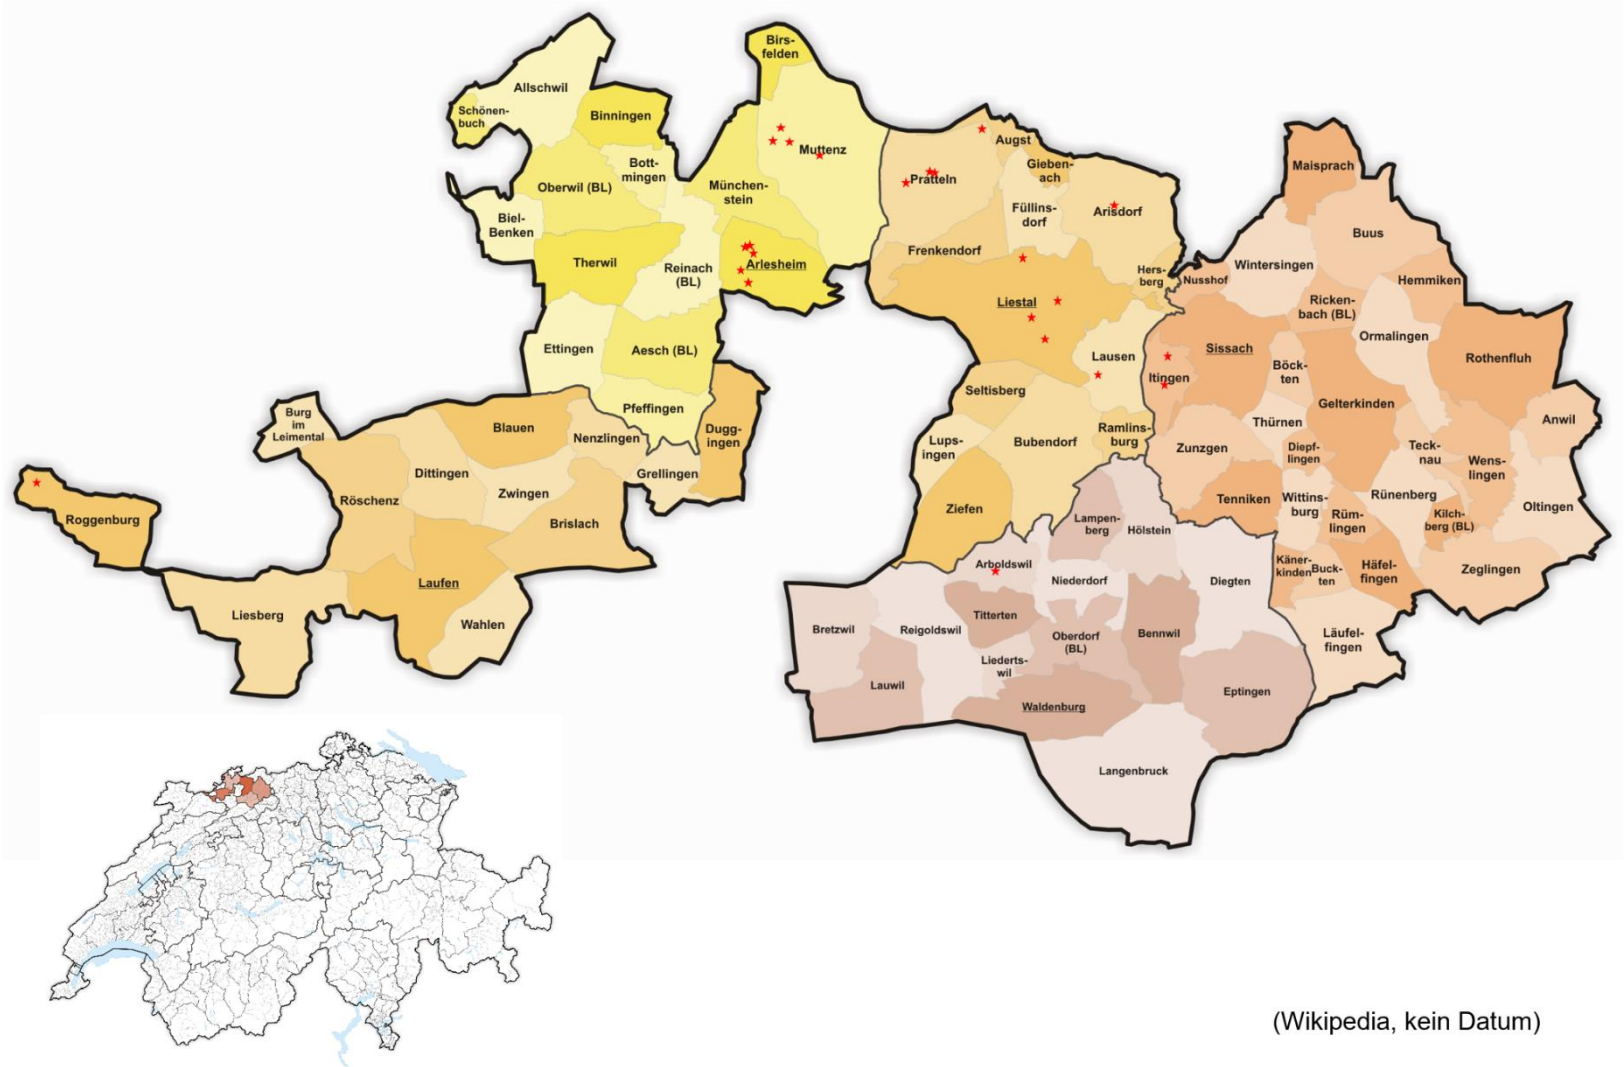 Birs-
felden
Allschwil
Schönen-
buch
Binningen
Muttenz
Augst
Bott-
mingen
Oberwil (BL)
München-
stein
Pratteln
Gieben-
ach
Maisprach
Biel-
Benken
Füllins-
dorf
Arisdorf
Buus
Therwil
Reinach
(BL)
Arlesheim
Frenkendorf
Hers-
berg
Nusshof
Wintersingen
Hemmiken
Liestal
Ricken-
bach (BL)
Ormalingen
Ettingen
Aesch (BL)
Lausen
Sissach
Rothenfluh
Böck-
ten
Itingen
Seltisberg
Gelterkinden
Pfeffingen
Burg
im
Leimental
Blauen
Nenzlingen
Dugg-
ingen
Lups-
ingen
Bubendorf
Ramlins-
burg
Thürnen
Anwil
Zunzgen
Diepf-
lingen
Teck-
nau
Wens-
lingen
Dittingen
Grellingen
Röschenz
Zwingen
Tenniken
Wittins-
burg
Rünenberg
Oltingen
Roggenburg
Brislach
Ziefen
Lampen-
berg
Hölstein
Rüm-
lingen
Kilch-
berg (BL)
Laufen
Arboldswil
Niederdorf
Diegten
Käner-
kinden
Buck-
ten
Häfel-
fingen
Zeglingen
Liesberg
Wahlen
Bretzwil
Reigoldswil
Titterten
Oberdorf
(BL)
Bennwil
Läufel-
fingen
Liederts-
wil
Lauwil
Waldenburg
Eptingen
Langenbruck
(Wikipedia, kein Datum)